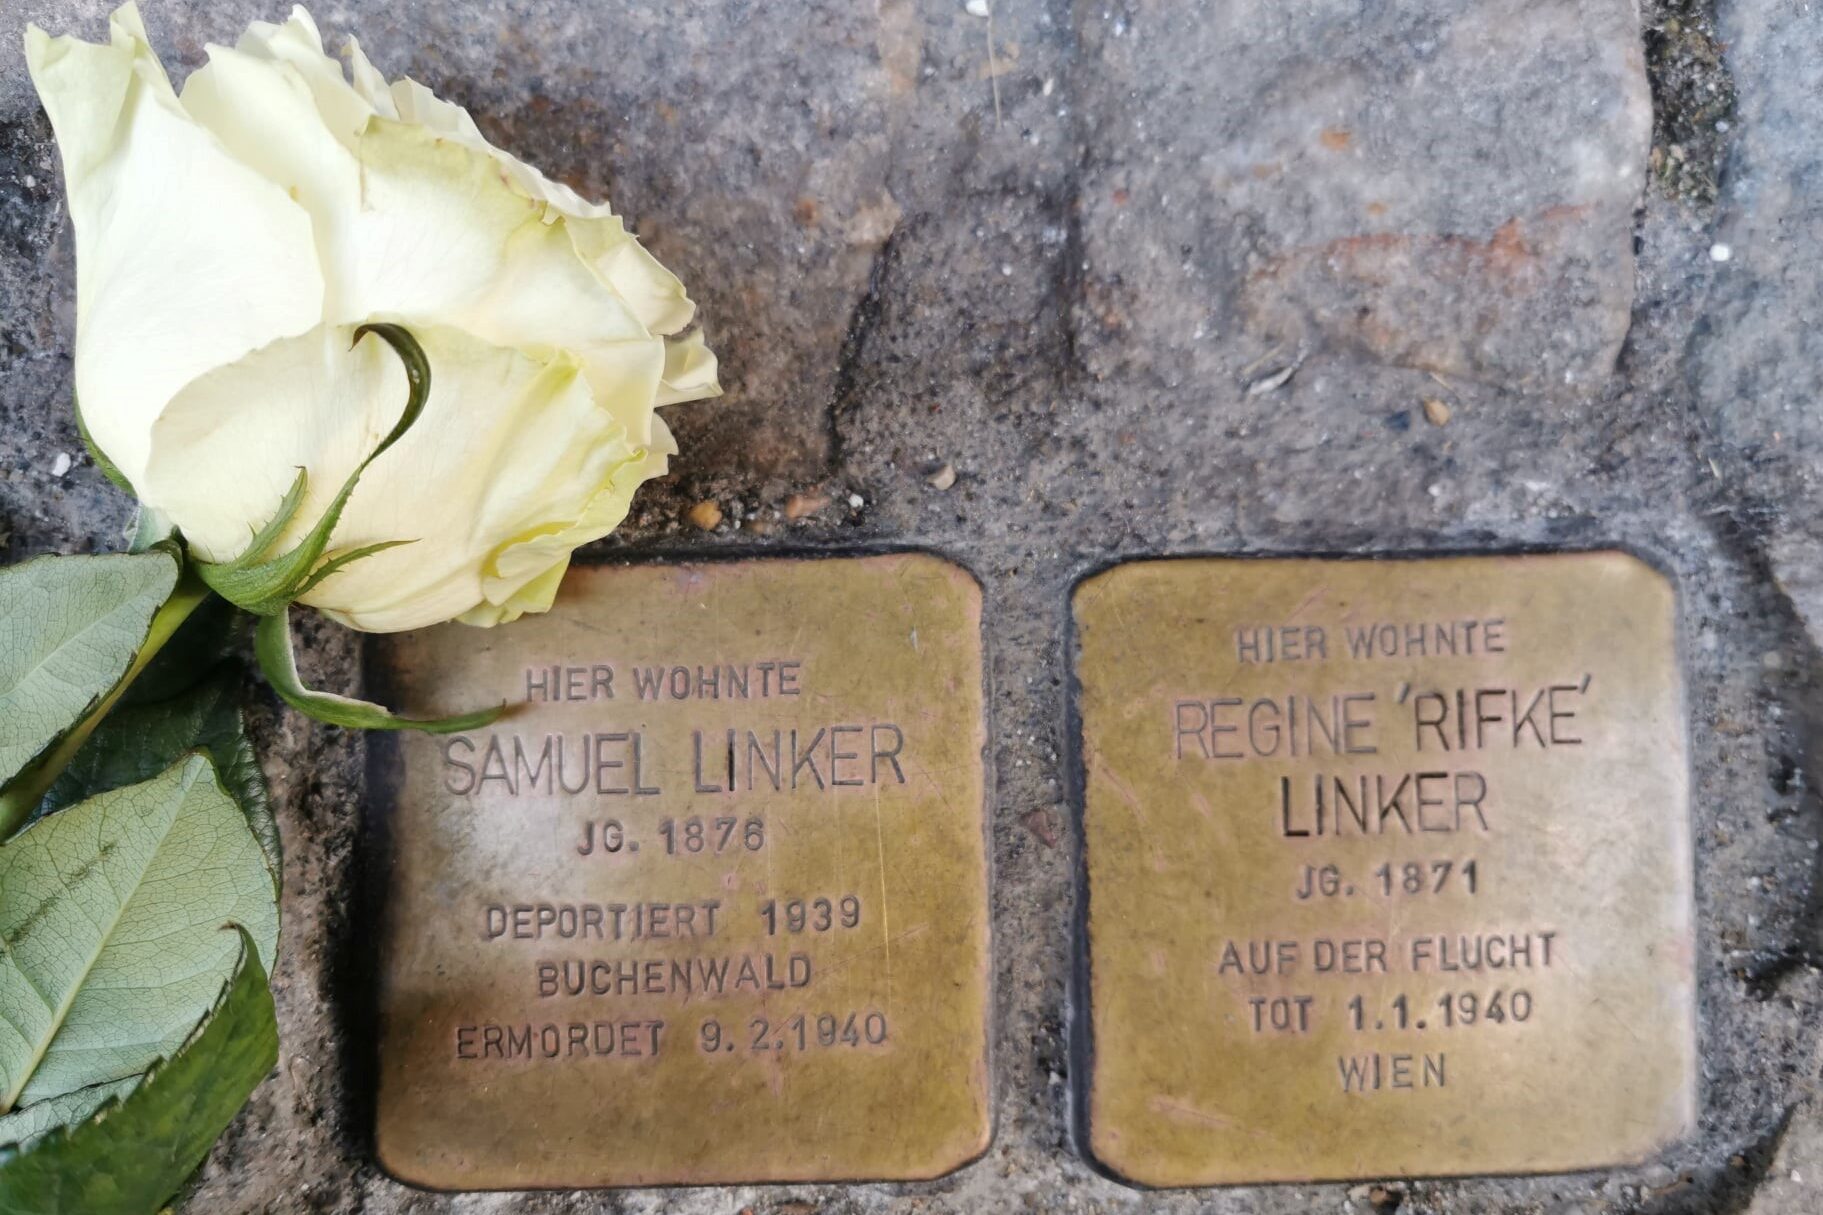 HIER WOHNTE
SAMUEL LINKER
JG. 1876
DEPORTIERT 1939
BUCHENWALD
ERMORDET 9.2.1940
HIER WOHNTE
REGINE 'RIFKE'
LINKER
JG. 1871
AUF DER FLUCHT
TOT 1.1.1940
WIEN